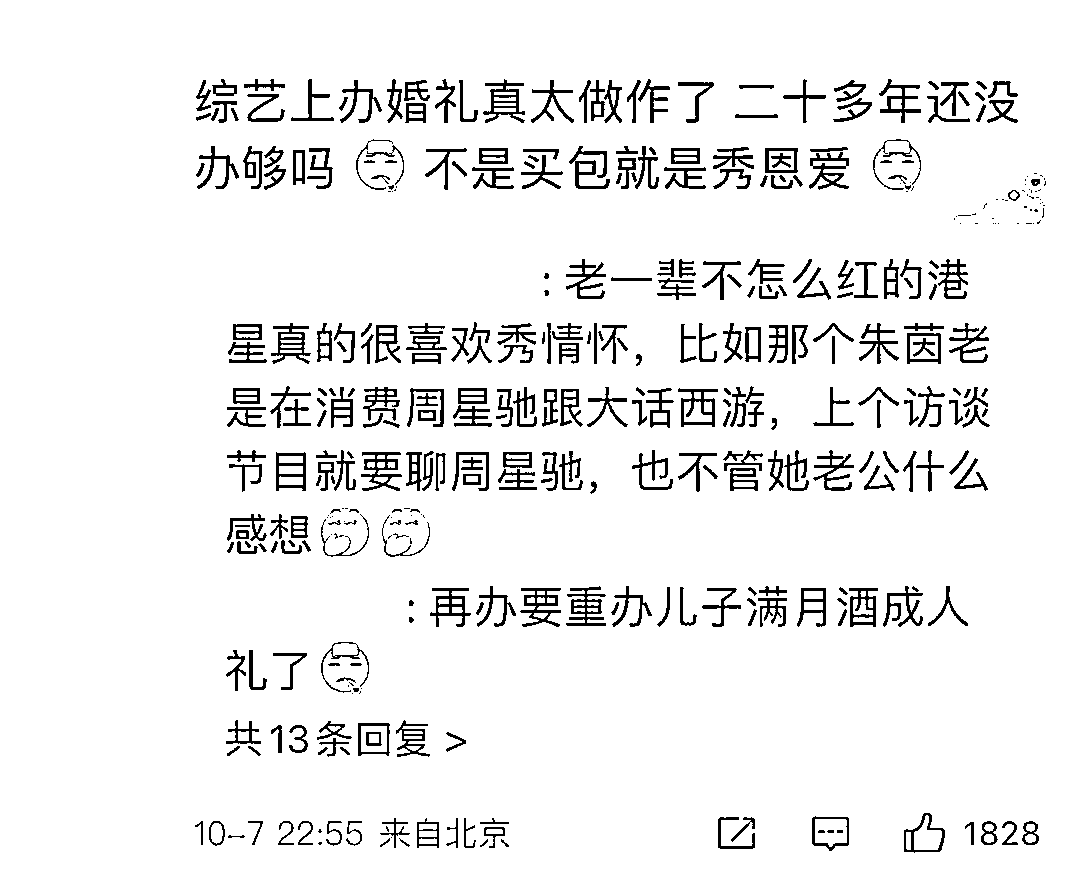 综艺上办婚礼真太做作了 二十多年还没
办够吗 不是买包就是秀恩爱
: 老一辈不怎么红的港
星真的很喜欢秀情怀，比如那个朱茵老
是在消费周星驰跟大话西游，上个访谈
节目就要聊周星驰，也不管她老公什么
感想
: 再办要重办儿子满月酒成人
礼了
共13条回复 >
10-7 22:55 来自北京 1828